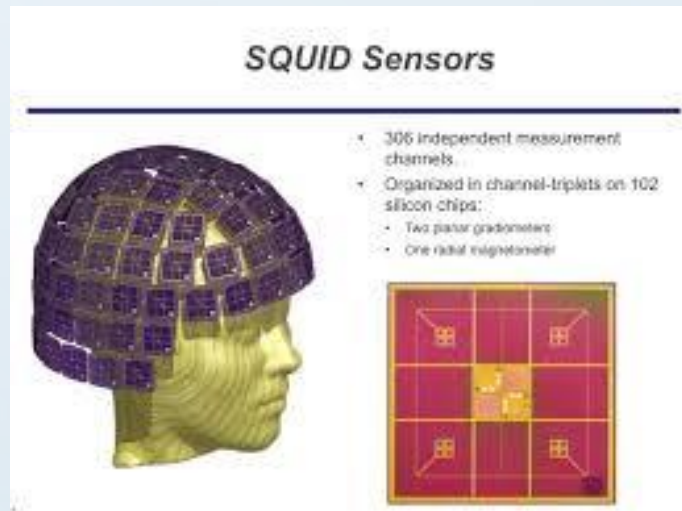 SQUID Sensors
• 306 independent measurement
channels
• Organized in channel-triplets on 102
silicon chips:
• Two planar gradiometers
• One radial magnetometer